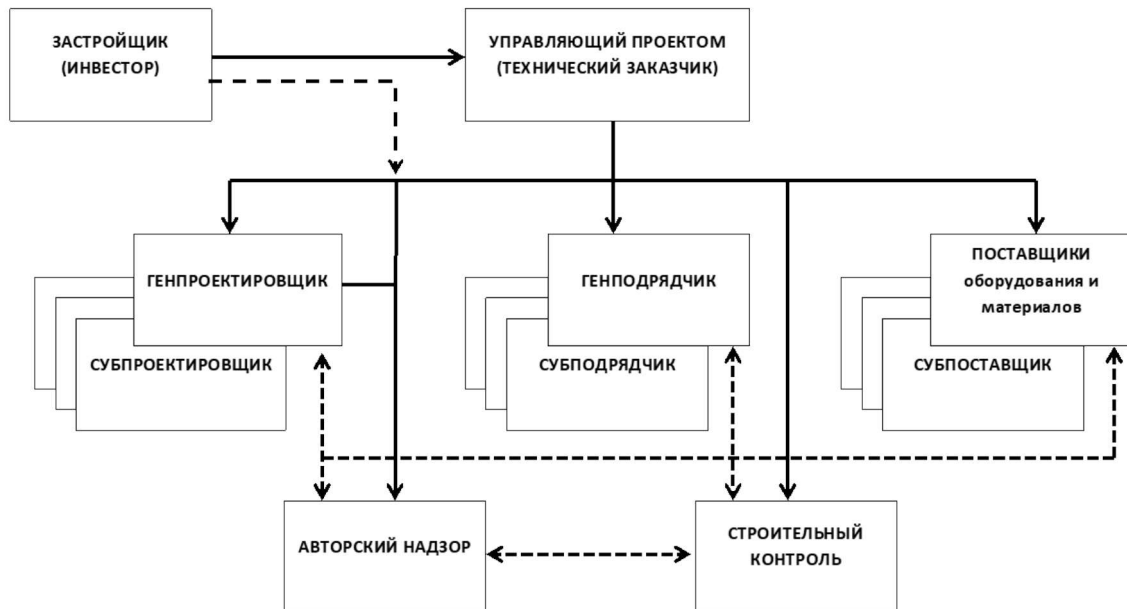 ЗАСТРОЙЩИК
(ИНВЕСТОР)
УПРАВЛЯЮЩИЙ ПРОЕКТОМ
(ТЕХНИЧЕСКИЙ ЗАКАЗЧИК)
ГЕНПРОЕКТИРОВЩИК
СУБПРОЕКТИРОВЩИК
ГЕНПОДРЯДЧИК
СУБПОДРЯДЧИК
ПОСТАВЩИКИ
оборудования и
материалов
СУБПОСТАВЩИК
АВТОРСКИЙ НАДЗОР
СТРОИТЕЛЬНЫЙ
КОНТРОЛЬ